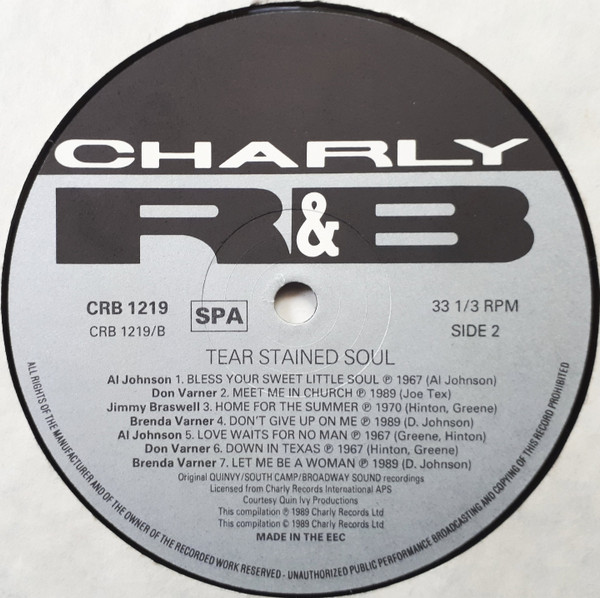 CHARLY
R&B
CRB 1219
CRB 1219/B
SPA
33 1/3 RPM
SIDE 2
TEAR STAINED SOUL
Al Johnson 1. BLESS YOUR SWEET LITTLE SOUL ℗ 1967 (Al Johnson)
Don Varner 2. MEET ME IN CHURCH ℗ 1989 (Joe Tex)
Jimmy Braswell 3. HOME FOR THE SUMMER ℗ 1970 (Hinton, Greene)
Brenda Varner 4. DON'T GIVE UP ON ME ℗ 1989 (D. Johnson)
Al Johnson 5. LOVE WAITS FOR NO MAN ℗ 1967 (Greene, Hinton)
Don Varner 6. DOWN IN TEXAS ℗ 1967 (Hinton, Greene)
Brenda Varner 7. LET ME BE A WOMAN ℗ 1989 (D. Johnson)
Original QUINVY/SOUTH CAMP/BROADWAY SOUND recordings
Licensed from Charly Records International APS
Courtesy Quin Ivy Productions
This compilation ℗ 1989 Charly Records Ltd
This compilation © 1989 Charly Records Ltd
MADE IN THE EEC
ALL RIGHTS OF THE MANUFACTURER AND OF THE OWNER OF THE RECORDED WORK RESERVED - UNAUTHORIZED PUBLIC PERFORMANCE BROADCASTING AND COPYING OF THIS RECORD PROHIBITED